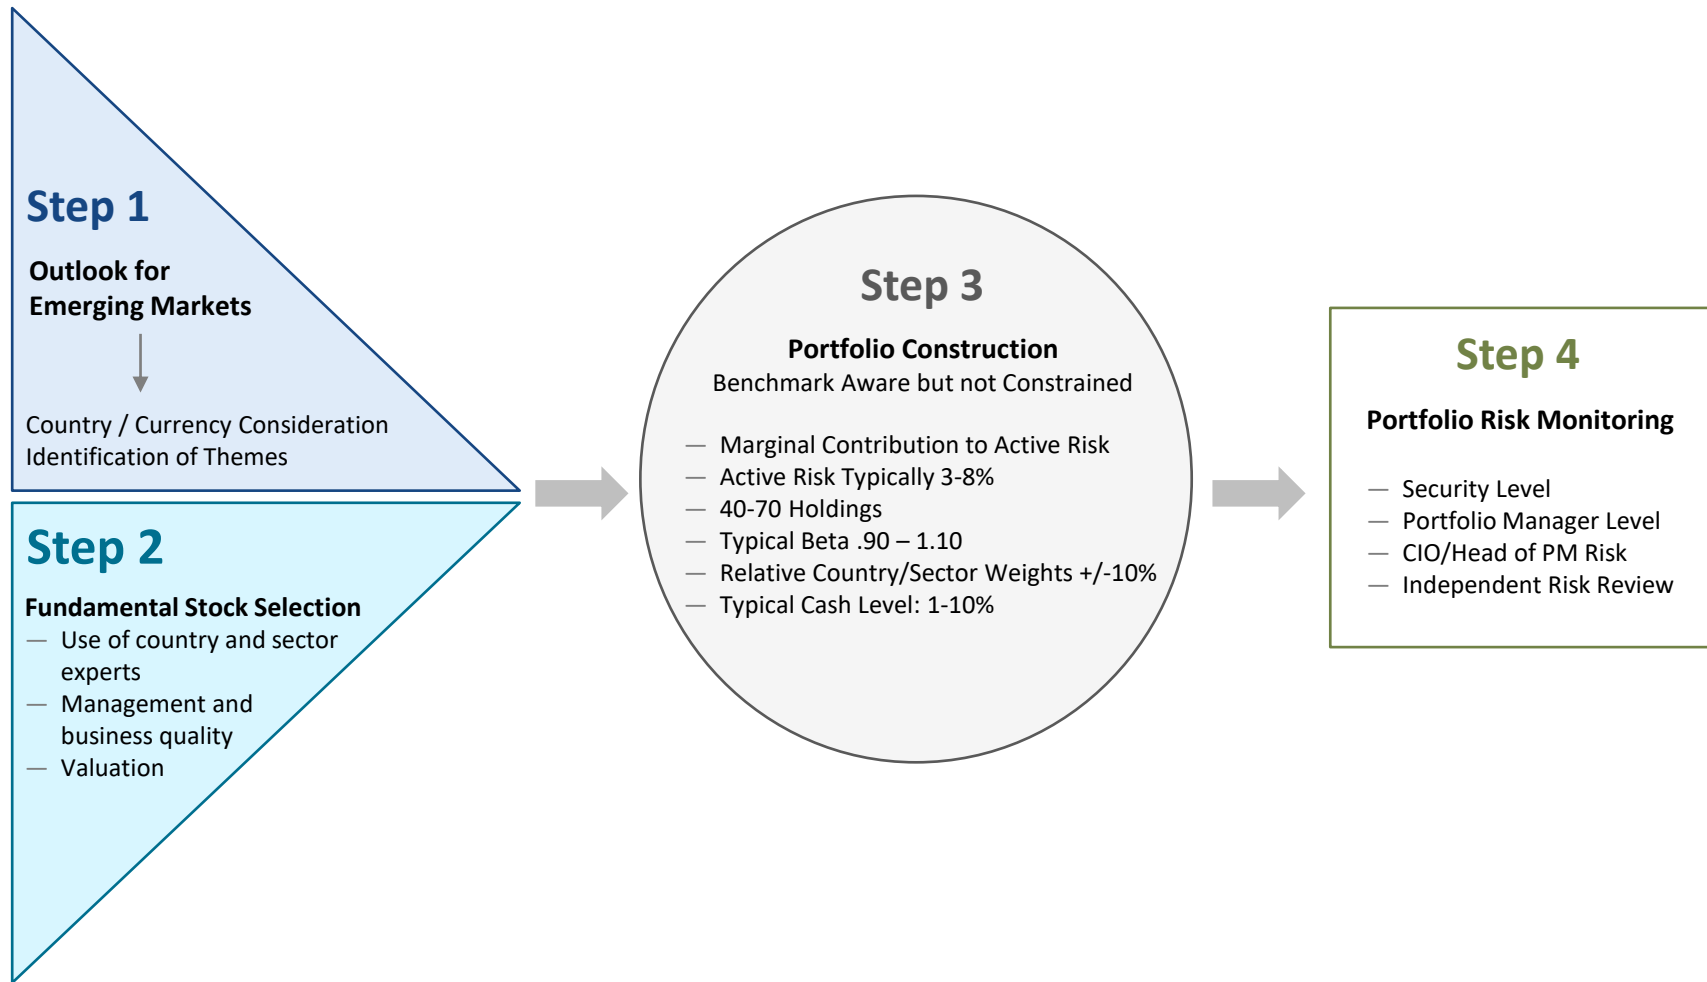 Step 1
Outlook for
Emerging Markets
Country / Currency Consideration
Identification of Themes
Step 2
Fundamental Stock Selection
— Use of country and sector
experts
— Management and
business quality
— Valuation
Step 3
Portfolio Construction
Benchmark Aware but not Constrained
— Marginal Contribution to Active Risk
— Active Risk Typically 3-8%
— 40-70 Holdings
— Typical Beta .90 – 1.10
— Relative Country/Sector Weights +/-10%
— Typical Cash Level: 1-10%
Step 4
Portfolio Risk Monitoring
— Security Level
— Portfolio Manager Level
— CIO/Head of PM Risk
— Independent Risk Review